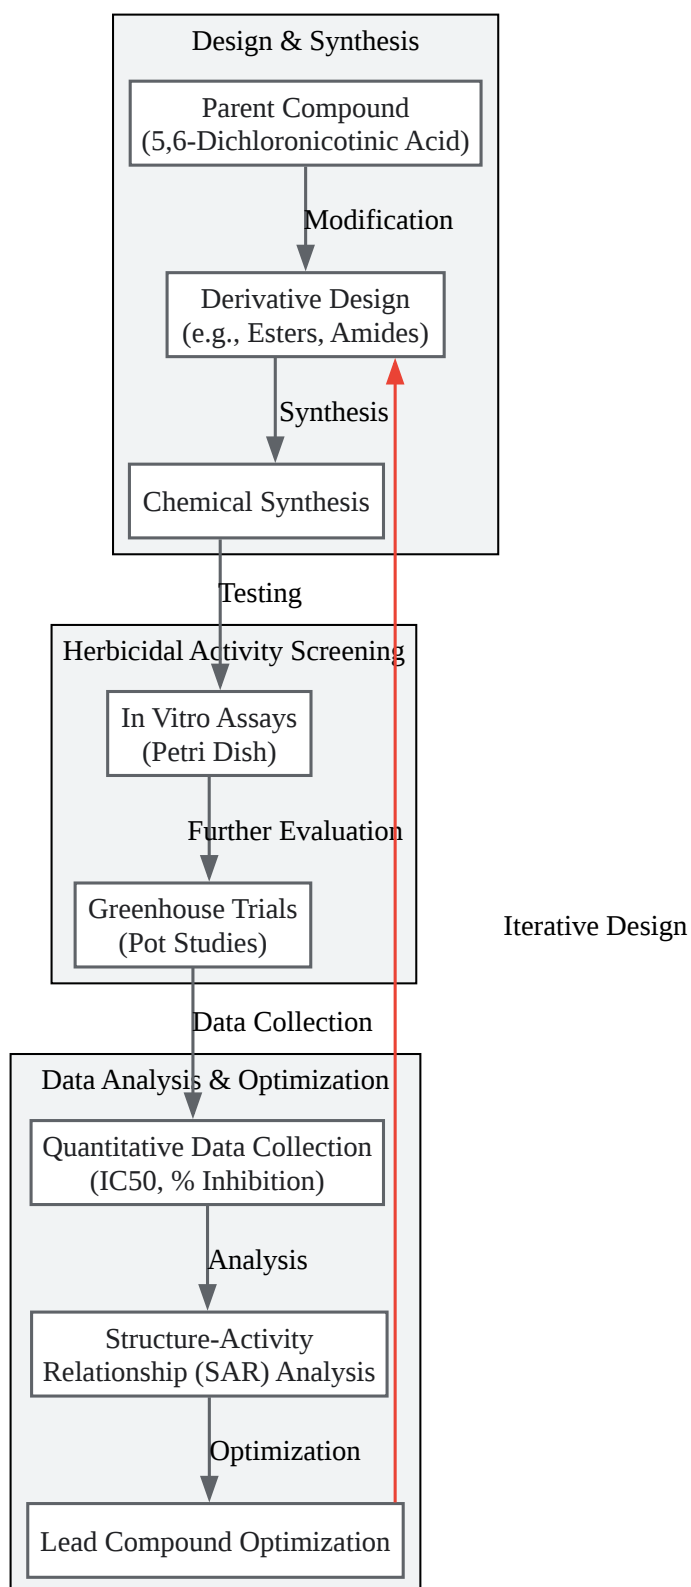 Design & Synthesis
Parent Compound
(5,6-Dichloronicotinic Acid)
Modification
Derivative Design
(e.g., Esters, Amides)
Synthesis
Chemical Synthesis
Testing
Herbicidal Activity Screening
In Vitro Assays
(Petri Dish)
Further Evaluation
Greenhouse Trials
(Pot Studies)
Iterative Design
Data Collection
Data Analysis & Optimization
Quantitative Data Collection
(IC50, % Inhibition)
Analysis
Structure-Activity
Relationship (SAR) Analysis
Optimization
Lead Compound Optimization